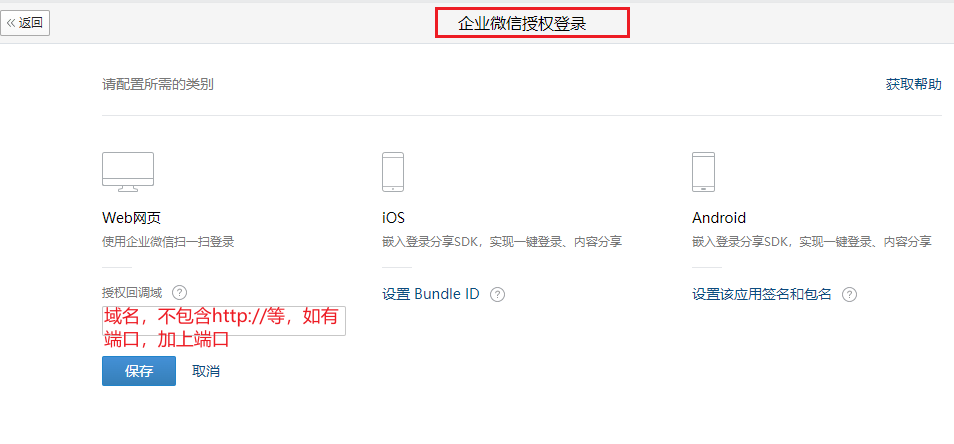 返回
企业微信授权登录
请配置所需的类别
获取帮助
Web网页
使用企业微信扫一扫登录
授权回调域 ?
域名，不包含http://等，如有
端口，加上端口
保存 取消
iOS
嵌入登录分享SDK，实现一键登录、内容分享
设置 Bundle ID ?
Android
嵌入登录分享SDK，实现一键登录、内容分享
设置该应用签名和包名 ?